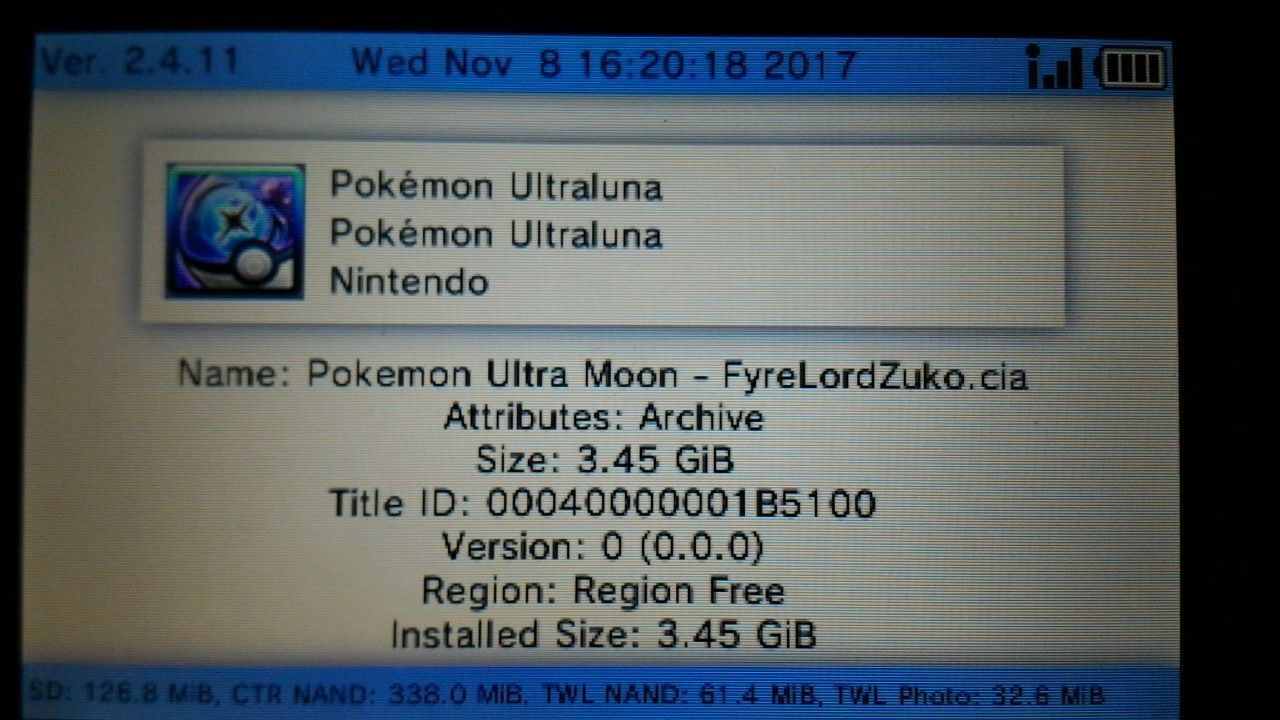 Ver. 2.4.11 Wed Nov 8 16:20:18 2017
Pokémon Ultraluna
Pokémon Ultraluna
Nintendo
Name: Pokemon Ultra Moon - FyreLordZuko.cia
Attributes: Archive
Size: 3.45 GiB
Title ID: 00040000001B5100
Version: 0 (0.0.0)
Region: Region Free
Installed Size: 3.45 GiB
SD: 126.8 MiB, CTR NAND: 338.0 MiB, TWL NAND: 61.4 MiB, TWL Photo: 32.6 MiB